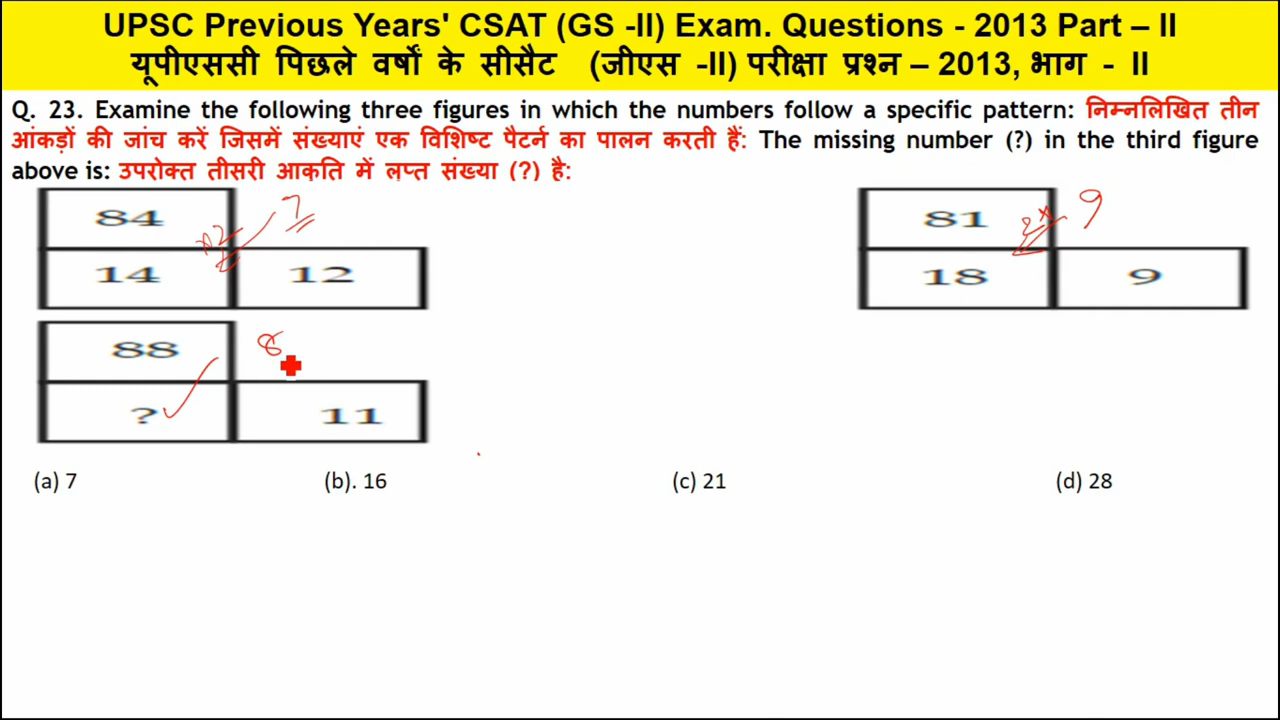 UPSC Previous Years' CSAT (GS -II) Exam. Questions - 2013 Part – II
यूपीएससी पिछले वर्षों के सीसैट (जीएस -II) परीक्षा प्रश्न – 2013, भाग - II
Q. 23. Examine the following three figures in which the numbers follow a specific pattern: निम्नलिखित तीन
आंकड़ों की जांच करें जिसमें संख्याएं एक विशिष्ट पैटर्न का पालन करती हैं: The missing number (?) in the third figure
above is: उपरोक्त तीसरी आकृति में लुप्त संख्या (?) है:
84 7
14 12
81 9
18 9
88 8
? 11
(a) 7 (b). 16 (c) 21 (d) 28